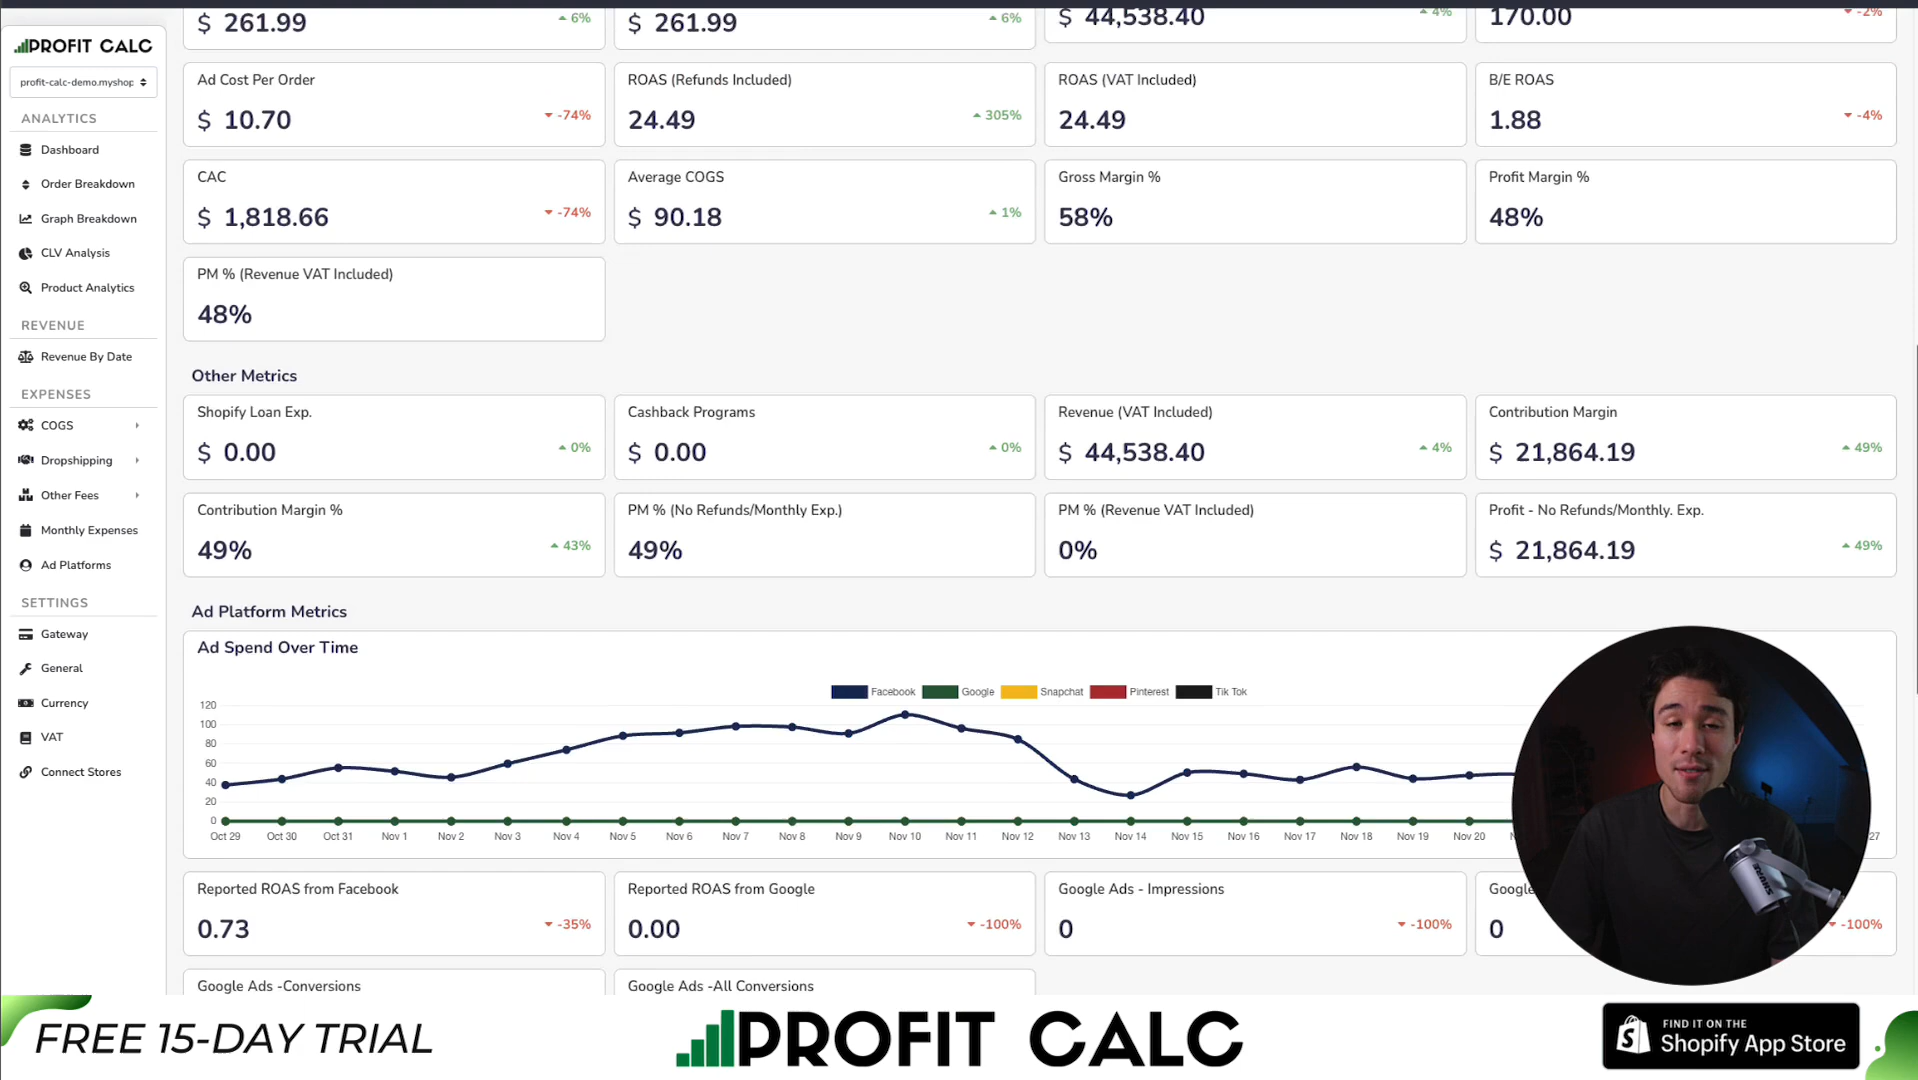 $ 261.99
6%
$ 261.99
6%
$ 44,538.40
4%
170.00
-2%
PROFIT CALC
profit-calc-demo.myshop
ANALYTICS
Dashboard
Order Breakdown
Graph Breakdown
CLV Analysis
Product Analytics
REVENUE
Revenue By Date
EXPENSES
COGS
Dropshipping
Other Fees
Monthly Expenses
Ad Platforms
SETTINGS
Gateway
General
Currency
VAT
Connect Stores
Ad Cost Per Order
$ 10.70
-74%
ROAS (Refunds Included)
24.49
305%
ROAS (VAT Included)
24.49
B/E ROAS
1.88
-4%
CAC
$ 1,818.66
-74%
Average COGS
$ 90.18
1%
Gross Margin %
58%
Profit Margin %
48%
PM % (Revenue VAT Included)
48%
Other Metrics
Shopify Loan Exp.
$ 0.00
0%
Cashback Programs
$ 0.00
0%
Revenue (VAT Included)
$ 44,538.40
4%
Contribution Margin
$ 21,864.19
49%
Contribution Margin %
49%
43%
PM % (No Refunds/Monthly Exp.)
49%
PM % (Revenue VAT Included)
0%
Profit - No Refunds/Monthly. Exp.
$ 21,864.19
49%
Ad Platform Metrics
Ad Spend Over Time
Facebook Google Snapchat Pinterest Tik Tok
120
100
80
60
40
20
0
Oct 29 Oct 30 Oct 31 Nov 1 Nov 2 Nov 3 Nov 4 Nov 5 Nov 6 Nov 7 Nov 8 Nov 9 Nov 10 Nov 11 Nov 12 Nov 13 Nov 14 Nov 15 Nov 16 Nov 17 Nov 18 Nov 19 Nov 20 27
Reported ROAS from Facebook
0.73
-35%
Reported ROAS from Google
0.00
-100%
Google Ads - Impressions
0
-100%
Google
0
-100%
Google Ads -Conversions
Google Ads -All Conversions
SHURE
FREE 15-DAY TRIAL
PROFIT CALC
FIND IT ON THE
Shopify App Store